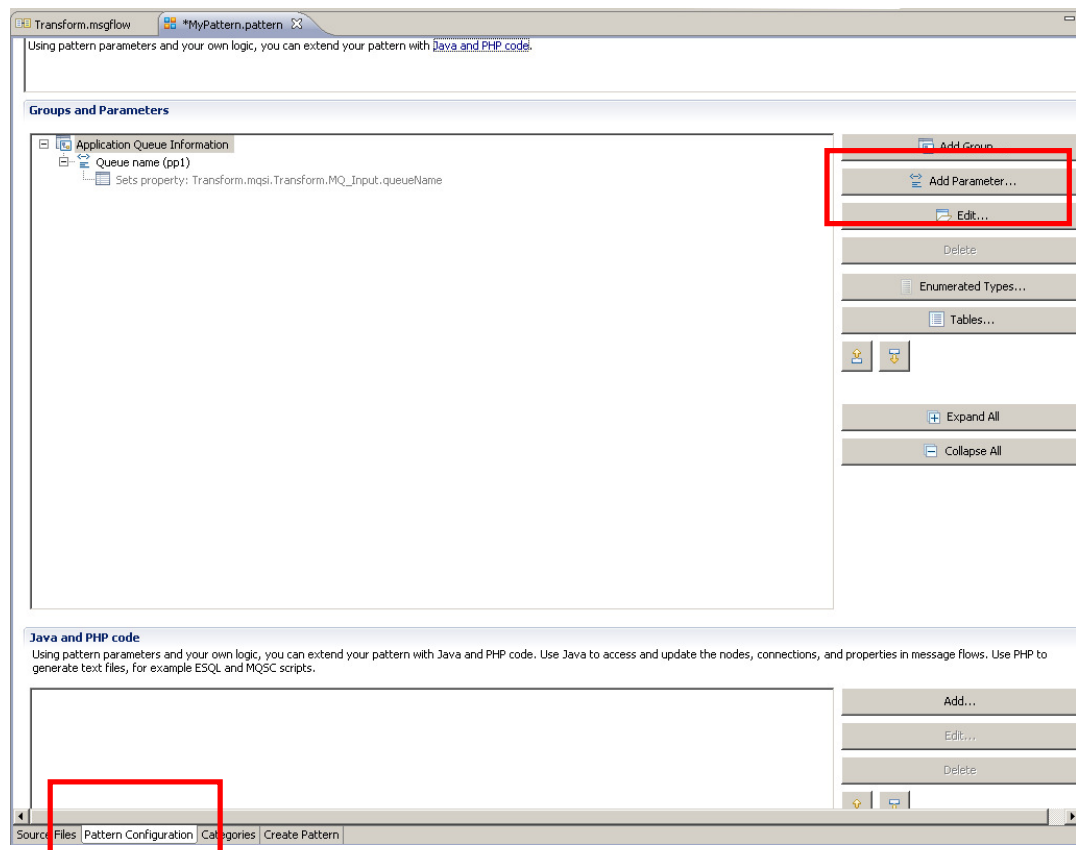 Transform.msgflow *MyPattern.pattern
Using pattern parameters and your own logic, you can extend your pattern with Java and PHP code.
Groups and Parameters
Application Queue Information
Queue name (pp1)
Sets property: Transform.mqsi.Transform.MQ_Input.queueName
Add Group
Add Parameter...
Edit...
Delete
Enumerated Types...
Tables...
Expand All
Collapse All
Java and PHP code
Using pattern parameters and your own logic, you can extend your pattern with Java and PHP code. Use Java to access and update the nodes, connections, and properties in message flows. Use PHP to
generate text files, for example ESQL and MQSC scripts.
Add...
Edit...
Delete
Source Files Pattern Configuration Categories Create Pattern